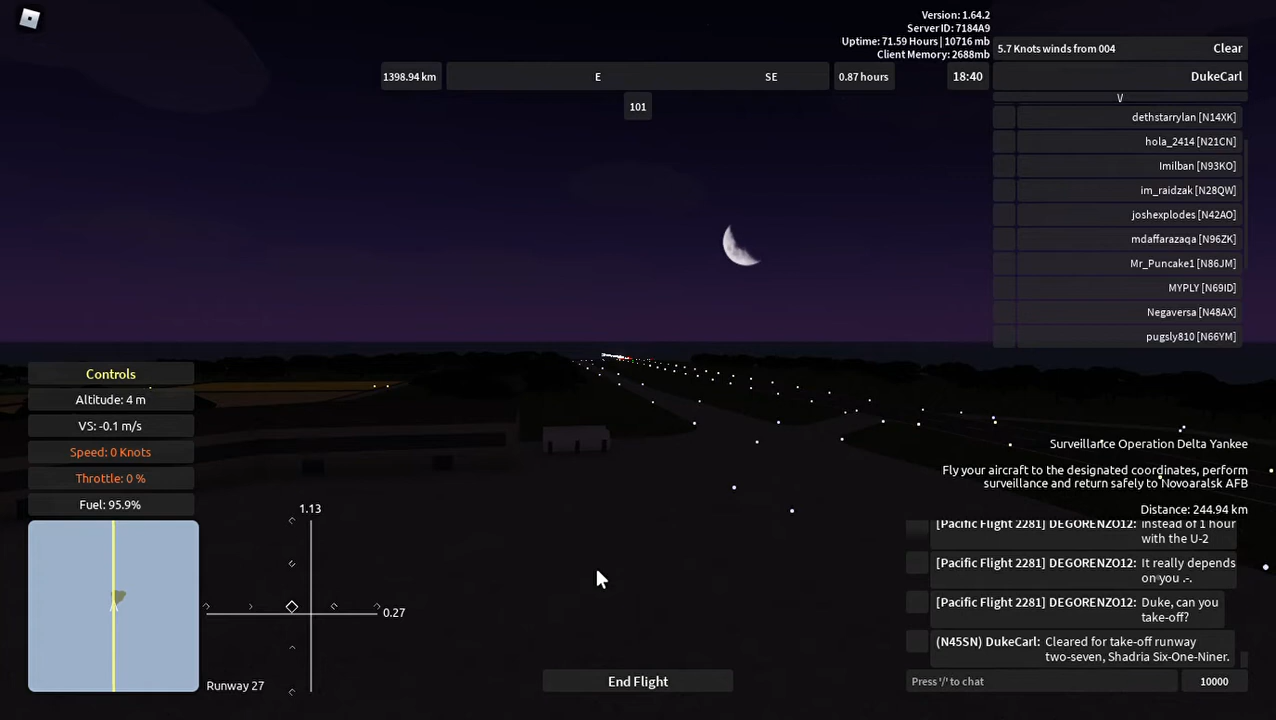 Version: 1.64.2
Server ID: 7184A9
Uptime: 71.59 Hours | 10716 mb
Client Memory: 2688mb
5.7 Knots winds from 004 Clear
1398.94 km E SE 0.87 hours 18:40 DukeCarl
V
101
dethstarrylan [N14XK]
hola_2414 [N21CN]
Imilban [N93KO]
im_raidzak [N28QW]
joshexplodes [N42AO]
mdaffarazaqa [N96ZK]
Mr_Puncake1 [N86JM]
MYPLY [N69ID]
Negaversa [N48AX]
pugsly810 [N66YM]
Controls
Altitude: 4 m
VS: -0.1 m/s
Speed: 0 Knots
Throttle: 0 %
Fuel: 95.9%
1.13
0.27
Runway 27
Surveillance Operation Delta Yankee
Fly your aircraft to the designated coordinates, perform
surveillance and return safely to Novoaralsk AFB
Distance: 244.94 km
[Pacific Flight 2281] DEGORENZO12: instead of 1 hour
with the U-2
[Pacific Flight 2281] DEGORENZO12: It really depends
on you .-.
[Pacific Flight 2281] DEGORENZO12: Duke, can you
take-off?
(N45SN) DukeCarl: Cleared for take-off runway
two-seven, Shadria Six-One-Niner.
End Flight
Press '/' to chat 10000